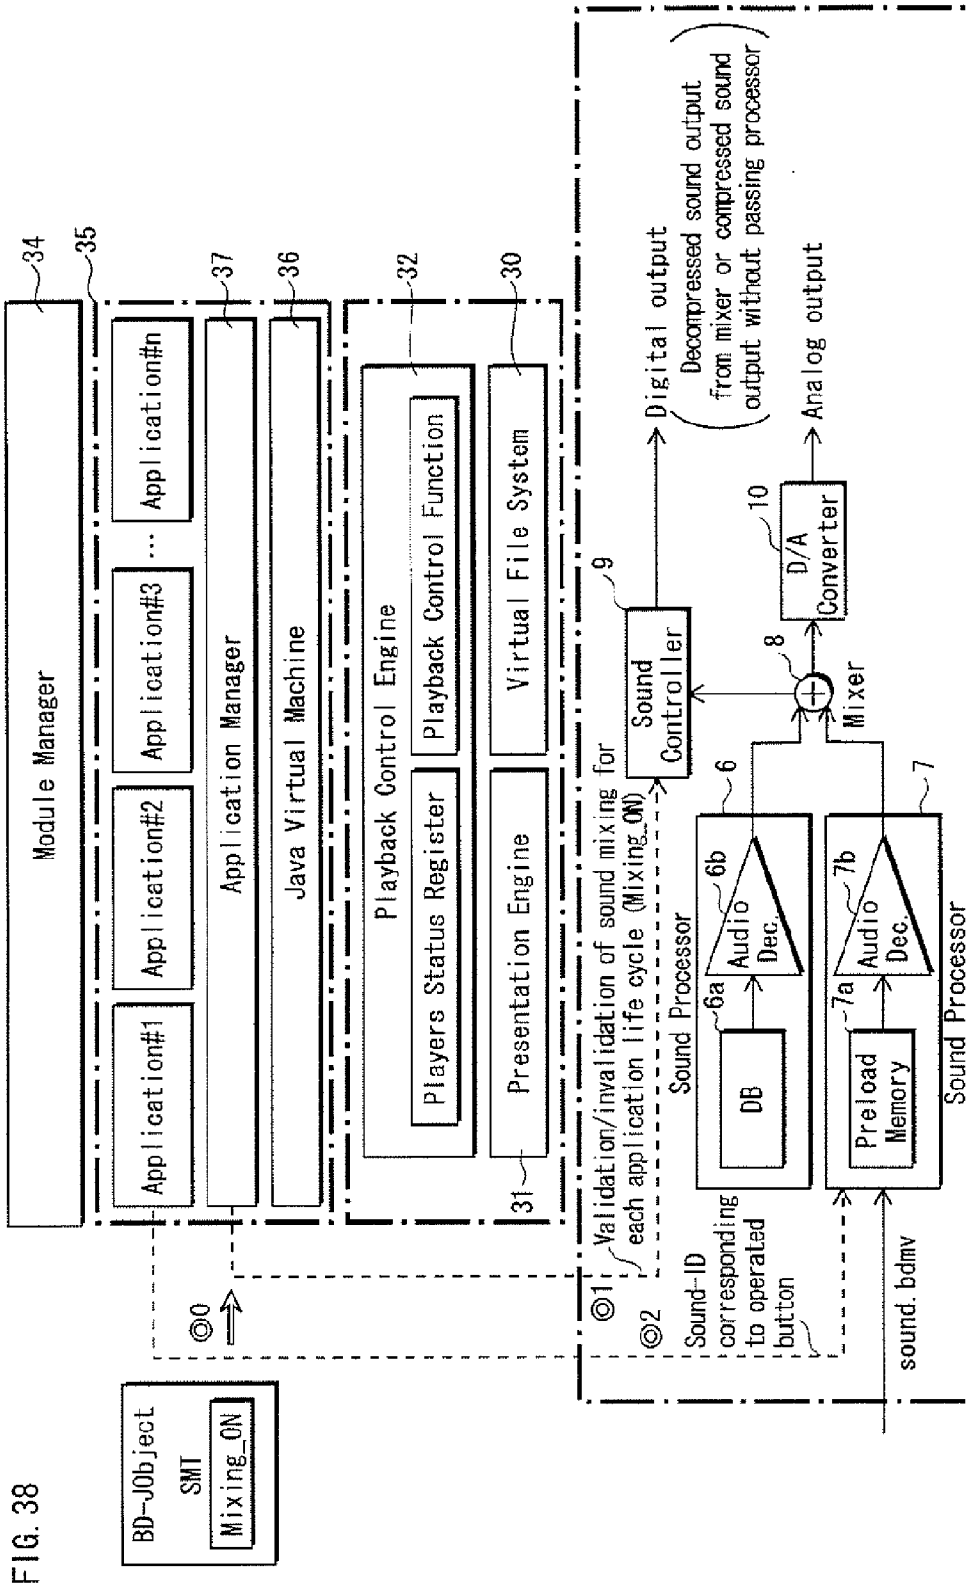 FIG. 38
BD-JObject
SMT
Mixing_ON
◎0
Module Manager
34
35
Application#1
Application#2
Application#3
...
Application#n
Application Manager
37
Java Virtual Machine
36
Playback Control Engine
32
Players Status Register
Playback Control Function
Presentation Engine
31
Virtual File System
30
◎1
Validation/invalidation of sound mixing for
each application life cycle (Mixing_ON)
◎2
Sound-ID
corresponding
to operated
button
sound.bdmv
Sound Processor
6
6a
DB
6b
Audio
Dec.
7a
Preload
Memory
7b
Audio
Dec.
7
Sound Processor
Sound
Controller
9
8
Mixer
10
D/A
Converter
Digital output
Decompressed sound output
from mixer or compressed sound
output without passing processor
Analog output